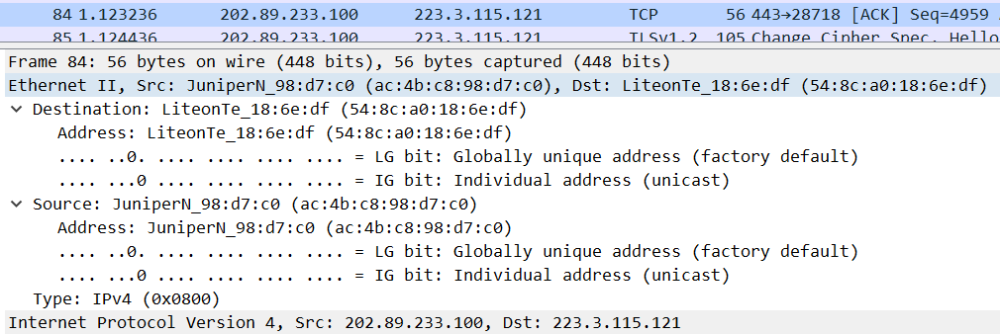 84 1.123236 202.89.233.100 223.3.115.121 TCP 56 443→28718 [ACK] Seq=4959
85 1.124436 202.89.233.100 223.3.115.121 TLSv1.2 105 Change Cipher Spec, Hello
Frame 84: 56 bytes on wire (448 bits), 56 bytes captured (448 bits)
Ethernet II, Src: JuniperN_98:d7:c0 (ac:4b:c8:98:d7:c0), Dst: LiteonTe_18:6e:df (54:8c:a0:18:6e:df)
Destination: LiteonTe_18:6e:df (54:8c:a0:18:6e:df)
Address: LiteonTe_18:6e:df (54:8c:a0:18:6e:df)
.... ..0. .... .... .... .... = LG bit: Globally unique address (factory default)
.... ...0 .... .... .... .... = IG bit: Individual address (unicast)
Source: JuniperN_98:d7:c0 (ac:4b:c8:98:d7:c0)
Address: JuniperN_98:d7:c0 (ac:4b:c8:98:d7:c0)
.... ..0. .... .... .... .... = LG bit: Globally unique address (factory default)
.... ...0 .... .... .... .... = IG bit: Individual address (unicast)
Type: IPv4 (0x0800)
Internet Protocol Version 4, Src: 202.89.233.100, Dst: 223.3.115.121